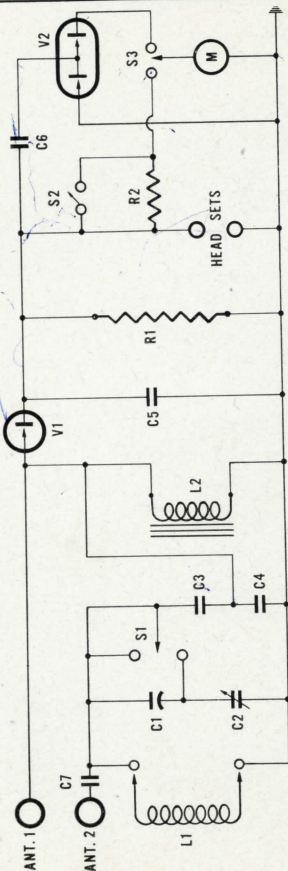 ANT. 1
ANT. 2
C7
L1
C1
C2
S1
C3
C4
L2
V1
C5
R1
HEAD SETS
R2
S2
C6
V2
S3
M